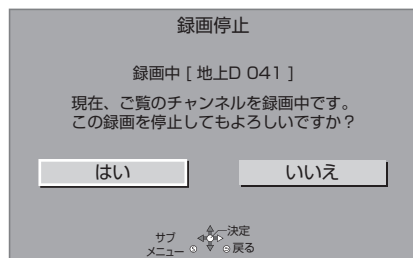 録画停止
録画中 [ 地上D 041 ]
現在、ご覧のチャンネルを録画中です。
この録画を停止してもよろしいですか？
はい
いいえ
サブ
メニュー
S
決定
戻る